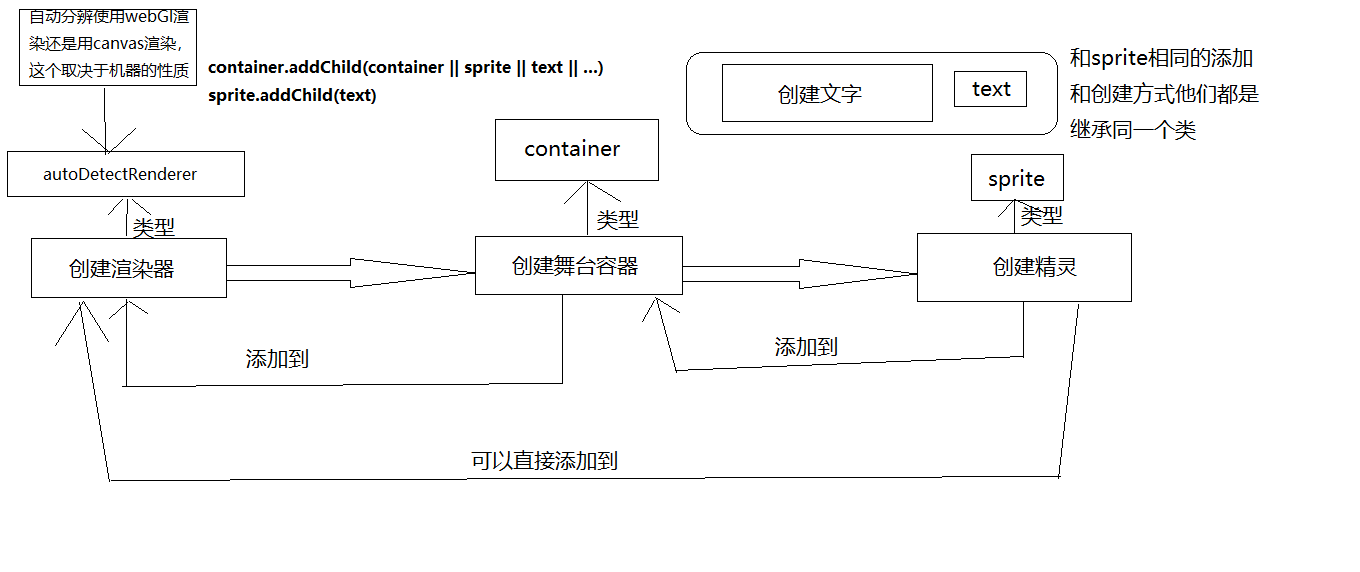 自动分辨使用webGl渲
染还是用canvas渲染，
这个取决于机器的性质
container.addChild(container || sprite || text || ...)
sprite.addChild(text)
创建文字
text
和sprite相同的添加
和创建方式他们都是
继承同一个类
container
autoDetectRenderer
sprite
类型
类型
类型
创建渲染器
创建舞台容器
创建精灵
添加到
添加到
可以直接添加到